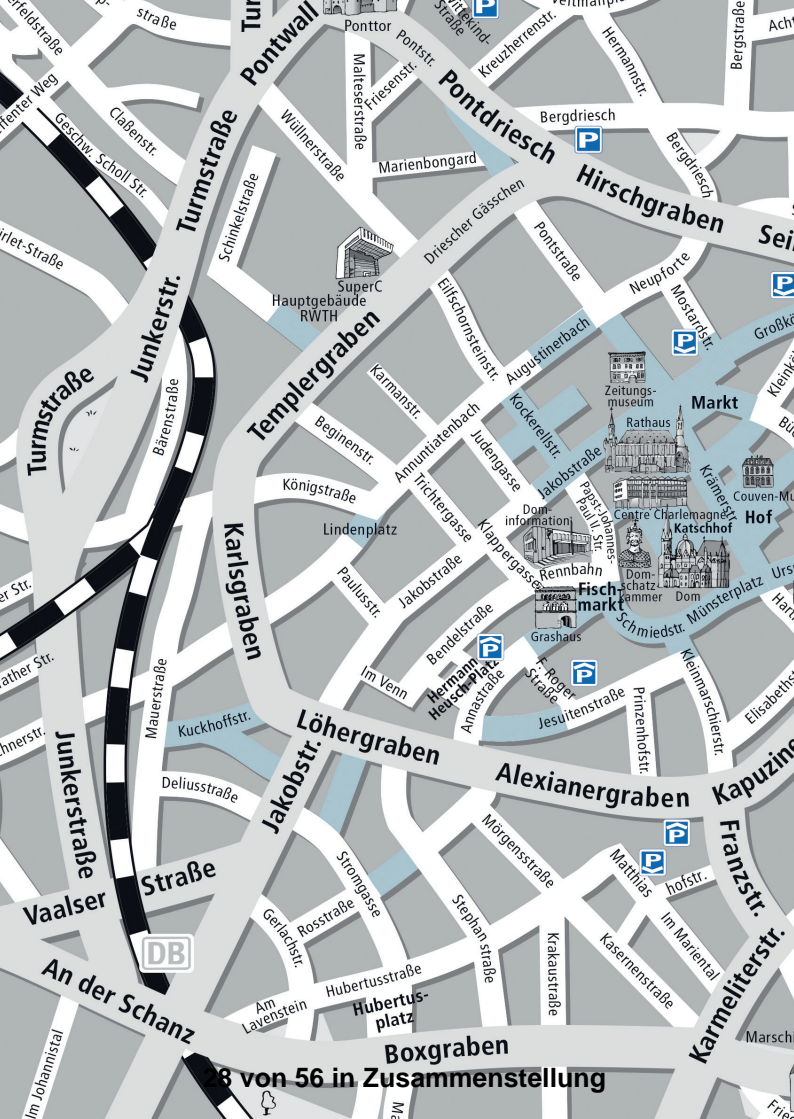 straße
Ponttor
Pontwall
Pontstr.
P
Kreuzherrenstr.
Hermannstr.
Bergstraße
Claßenstr.
Geschw. Scholl Str.
Turmstraße
Wüllnerstraße
Malteserstraße
Friesenstr.
Pontdriesch
Bergdriesch
P
Marienbongard
Bergdriesch
Hirschgraben
Schinkelstraße
Driescher Gässchen
Pontstraße
Neupforte
SuperC
Hauptgebäude
RWTH
Eilfschornsteinstr.
Mostardstr.
P
P
Junkerstr.
Templergraben
Augustinerbach
Zeitungs-
museum
Markt
Turmstraße
Bärenstraße
Karmanstr.
Kockerellstr.
Rathaus
Beginenstr.
Annuntiatenbach
Judengasse
Jakobstraße
Krämerstr.
Königstraße
Trichtergasse
Papst-Johannes-
Paul II. Str.
Centre Charlemagne
Katschhof
Hof
Lindenplatz
Klappergasse
Dom-
information
Rennbahn
Karlsgraben
Paulusstr.
Jakobstraße
Fisch-
markt
Dom-
schatz-
kammer
Dom
Münsterplatz
Grashaus
Schmiedstr.
Bendelstraße
P
Im Venn
Hermann
Heusch-Platz
Annastraße
F. Roger
Straße
P
Jesuitenstraße
Prinzenhofstr.
Kleinmarschierstr.
Mauerstraße
Kuckhoffstr.
Löhergraben
Alexianergraben
Junkerstraße
Deliusstraße
Jakobstr.
Franzstr.
P
P
Mörgensstraße
Matthias
hofstr.
Vaalser Straße
Stromgasse
Rosstraße
Gerlachstr.
Stephan straße
Krakaustraße
Kasernenstraße
Im Mariental
Karmeliterstr.
DB
An der Schanz
Am
Lavenstein
Hubertusstraße
Hubertus-
platz
Boxgraben
Im Johannistal
28 von 56 in Zusammenstellung